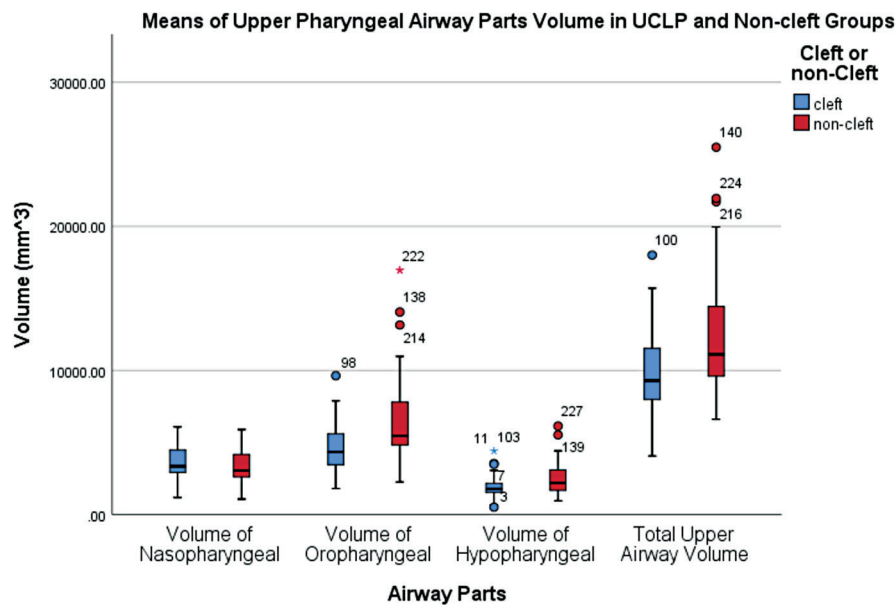 Means of Upper Pharyngeal Airway Parts Volume in UCLP and Non-cleft Groups
Cleft or
non-Cleft
cleft
non-cleft
Volume (mm^3)
30000.00
20000.00
10000.00
.00
140
224
216
100
222
138
214
98
11 103
7
3
227
139
Volume of
Nasopharyngeal
Volume of
Oropharyngeal
Volume of
Hypopharyngeal
Total Upper
Airway Volume
Airway Parts